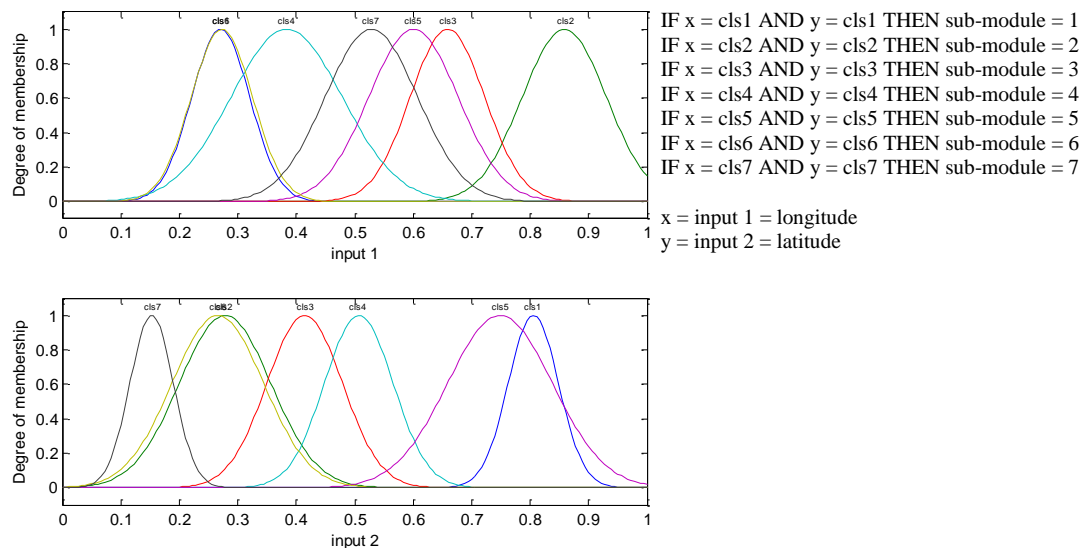 cls6 cls4 cls7 cls5 cls3 cls2
1
0.8
0.6
0.4
0.2
0
Degree of membership
0 0.1 0.2 0.3 0.4 0.5 0.6 0.7 0.8 0.9 1
input 1
IF x = cls1 AND y = cls1 THEN sub-module = 1
IF x = cls2 AND y = cls2 THEN sub-module = 2
IF x = cls3 AND y = cls3 THEN sub-module = 3
IF x = cls4 AND y = cls4 THEN sub-module = 4
IF x = cls5 AND y = cls5 THEN sub-module = 5
IF x = cls6 AND y = cls6 THEN sub-module = 6
IF x = cls7 AND y = cls7 THEN sub-module = 7
x = input 1 = longitude
y = input 2 = latitude
cls7 cls2 cls3 cls4 cls5 cls1
1
0.8
0.6
0.4
0.2
0
Degree of membership
0 0.1 0.2 0.3 0.4 0.5 0.6 0.7 0.8 0.9 1
input 2